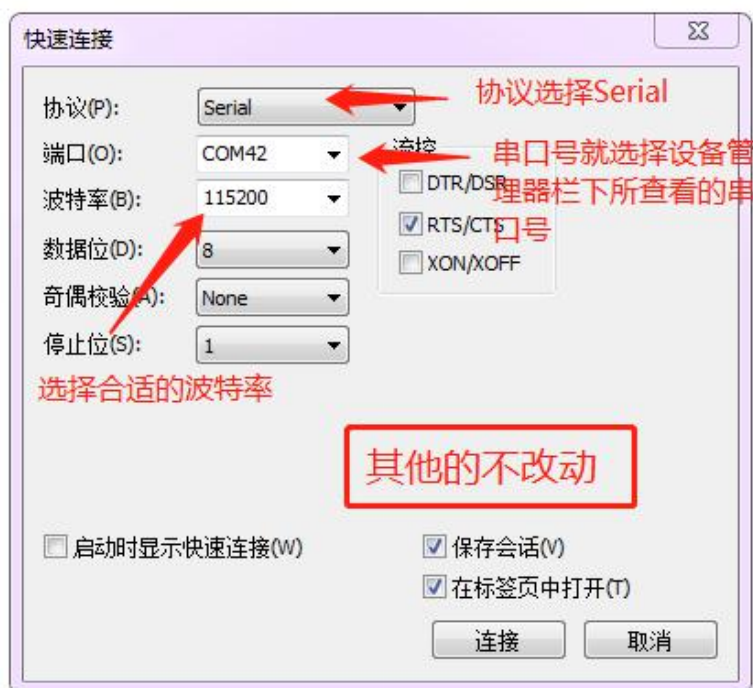 快速连接
协议(P):
Serial
协议选择Serial
端口(O):
COM42
流控
串口号就选择设备管
理器栏下所查看的串
口号
波特率(B):
115200
DTR/DSR
RTS/CTS
数据位(D):
8
XON/XOFF
奇偶校验(A):
None
停止位(S):
1
选择合适的波特率
其他的不改动
启动时显示快速连接(W)
保存会话(V)
在标签页中打开(T)
连接
取消